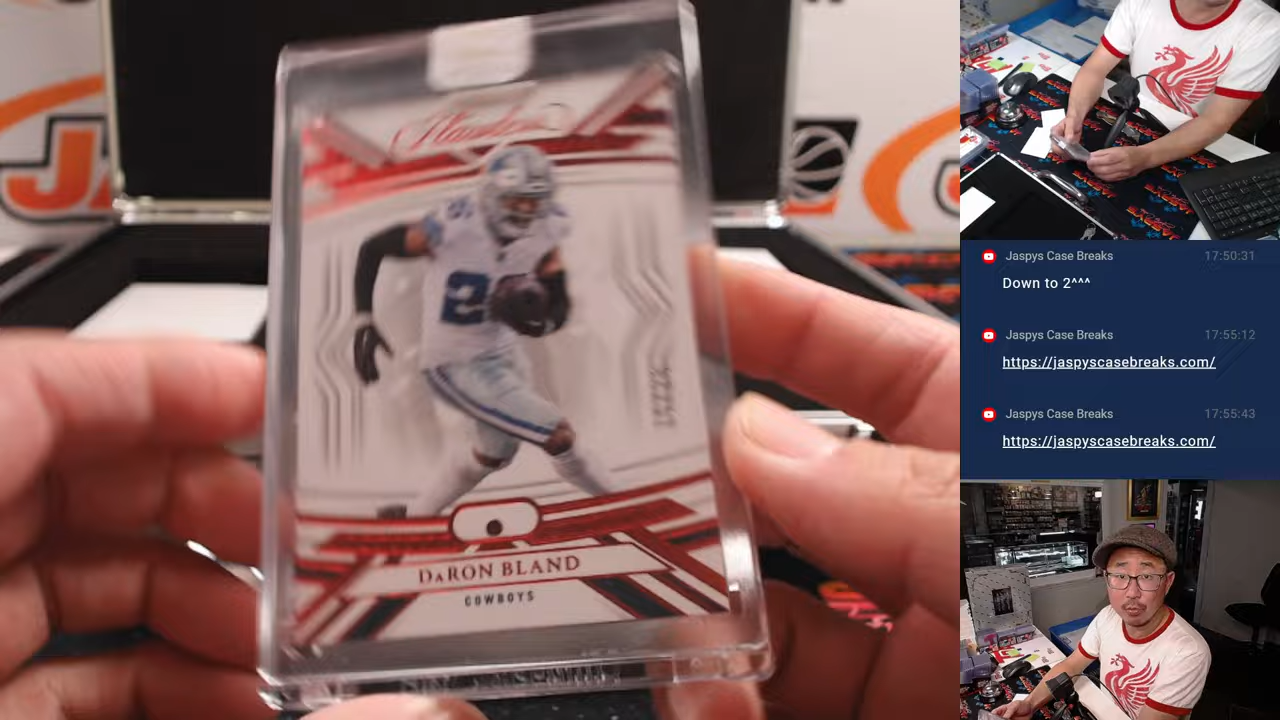 Flawless
DaRON BLAND
COWBOYS
Jaspys Case Breaks 17:50:31
Down to 2^^^
Jaspys Case Breaks 17:55:12
https://jaspyscasebreaks.com/
Jaspys Case Breaks 17:55:43
https://jaspyscasebreaks.com/